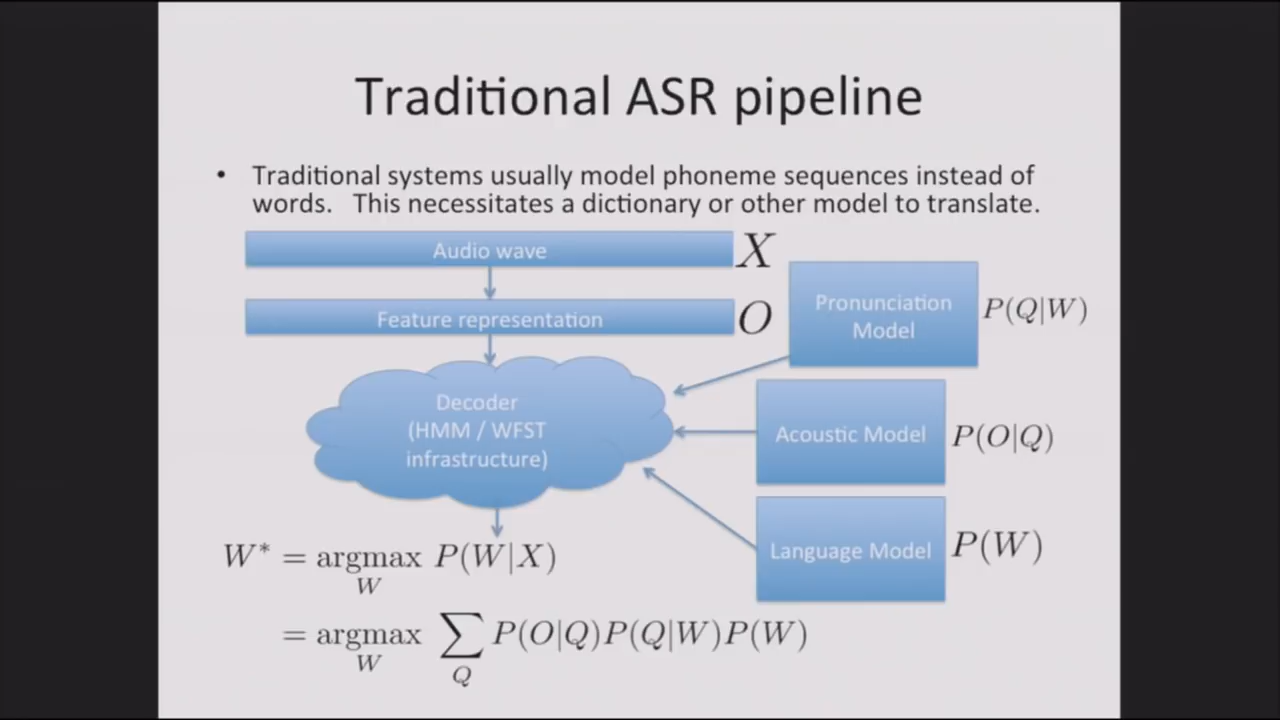 Traditional ASR pipeline
• Traditional systems usually model phoneme sequences instead of
words. This necessitates a dictionary or other model to translate.
Audio wave X
Feature representation O
Pronunciation
Model
P(Q|W)
Decoder
(HMM / WFST
infrastructure)
Acoustic Model P(O|Q)
Language Model P(W)
W* = argmax P(W|X)
W
= argmax ∑ P(O|Q)P(Q|W)P(W)
W Q